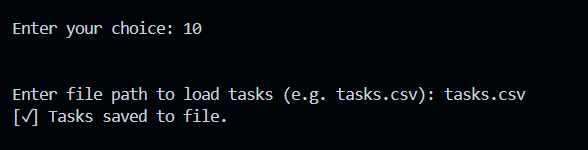 Enter your choice: 10
Enter file path to load tasks (e.g. tasks.csv): tasks.csv
[√] Tasks saved to file.